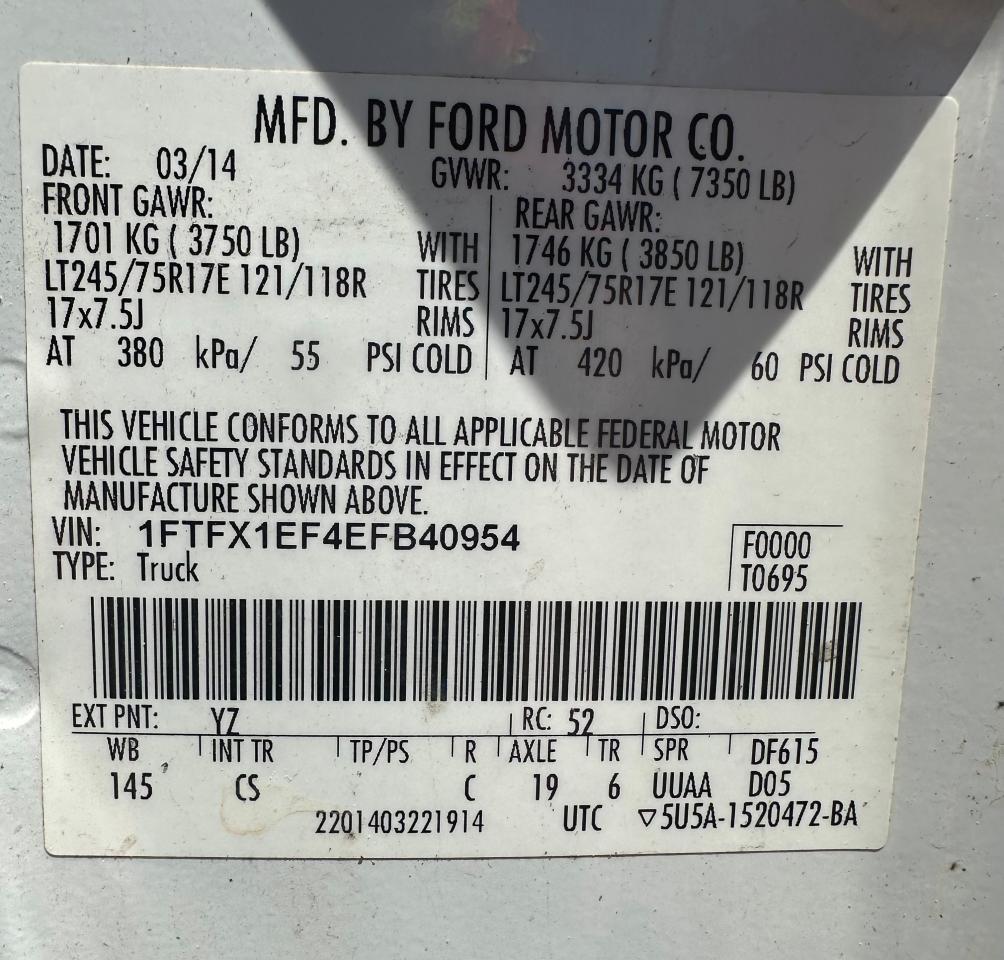 MFD. BY FORD MOTOR CO.
DATE: 03/14 GVWR: 3334 KG ( 7350 LB)
FRONT GAWR: REAR GAWR:
1701 KG ( 3750 LB) WITH 1746 KG ( 3850 LB) WITH
LT245/75R17E 121/118R TIRES LT245/75R17E 121/118R TIRES
17x7.5J RIMS 17x7.5J RIMS
AT 380 kPa/ 55 PSI COLD AT 420 kPa/ 60 PSI COLD
THIS VEHICLE CONFORMS TO ALL APPLICABLE FEDERAL MOTOR
VEHICLE SAFETY STANDARDS IN EFFECT ON THE DATE OF
MANUFACTURE SHOWN ABOVE.
VIN: 1FTFX1EF4EFB40954 F0000
TYPE: Truck T0695
EXT PNT: YZ RC: 52 DSO:
WB INT TR TP/PS R AXLE TR SPR DF615
145 CS C 19 6 UUAA D05
2201403221914 UTC ▽5U5A-1520472-BA